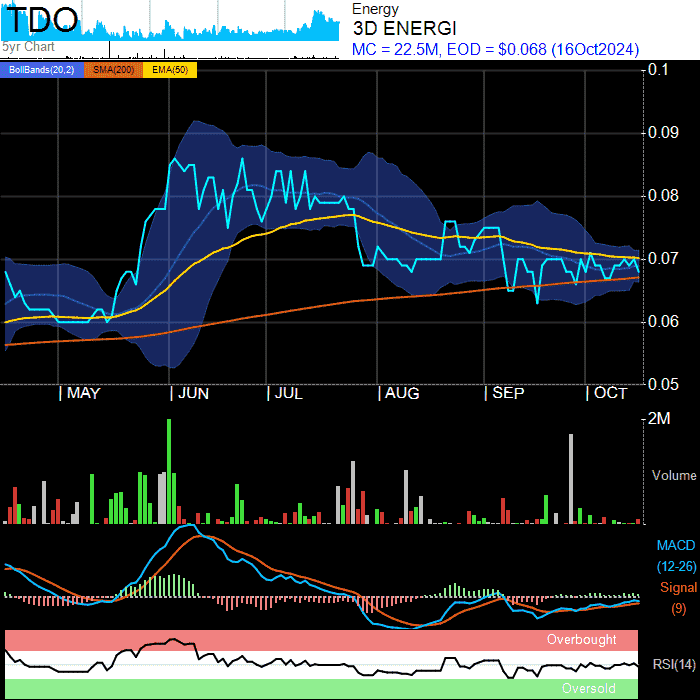 TDO
5yr Chart
Energy
3D ENERGI
MC = 22.5M, EOD = $0.068 (16Oct2024)
BollBands(20,2) SMA(200) EMA(50)
0.1
0.09
0.08
0.07
0.06
0.05
MAY JUN JUL AUG SEP OCT
2M
Volume
MACD
(12-26)
Signal
(9)
Overbought
RSI(14)
Oversold